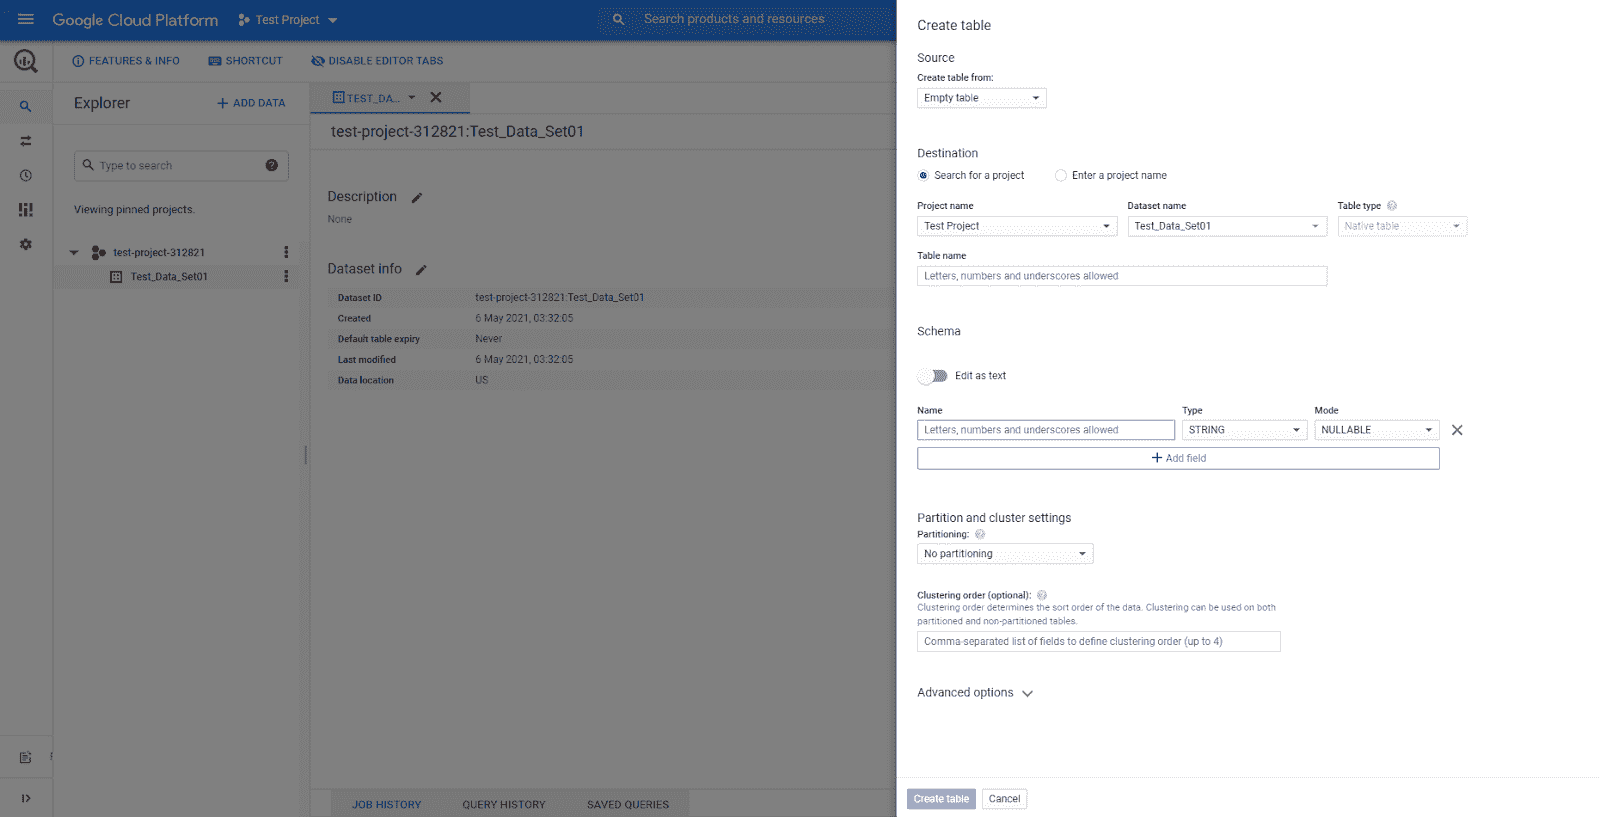 Google Cloud Platform
Test Project
Search products and resources
FEATURES & INFO
SHORTCUT
DISABLE EDITOR TABS
Explorer
ADD DATA
Type to search
Viewing pinned projects.
test-project-312821
Test_Data_Set01
TEST_DA...
test-project-312821:Test_Data_Set01
Description
None
Dataset info
Dataset ID test-project-312821:Test_Data_Set01
Created 6 May 2021, 03:32:05
Default table expiry Never
Last modified 6 May 2021, 03:32:05
Data location US
JOB HISTORY
QUERY HISTORY
SAVED QUERIES
Create table
Source
Create table from:
Empty table
Destination
Search for a project
Enter a project name
Project name
Dataset name
Table type
Test Project
Test_Data_Set01
Native table
Table name
Letters, numbers and underscores allowed
Schema
Edit as text
Name
Type
Mode
Letters, numbers and underscores allowed
STRING
NULLABLE
Add field
Partition and cluster settings
Partitioning:
No partitioning
Clustering order (optional):
Clustering order determines the sort order of the data. Clustering can be used on both
partitioned and non-partitioned tables.
Comma-separated list of fields to define clustering order (up to 4)
Advanced options
Create table
Cancel